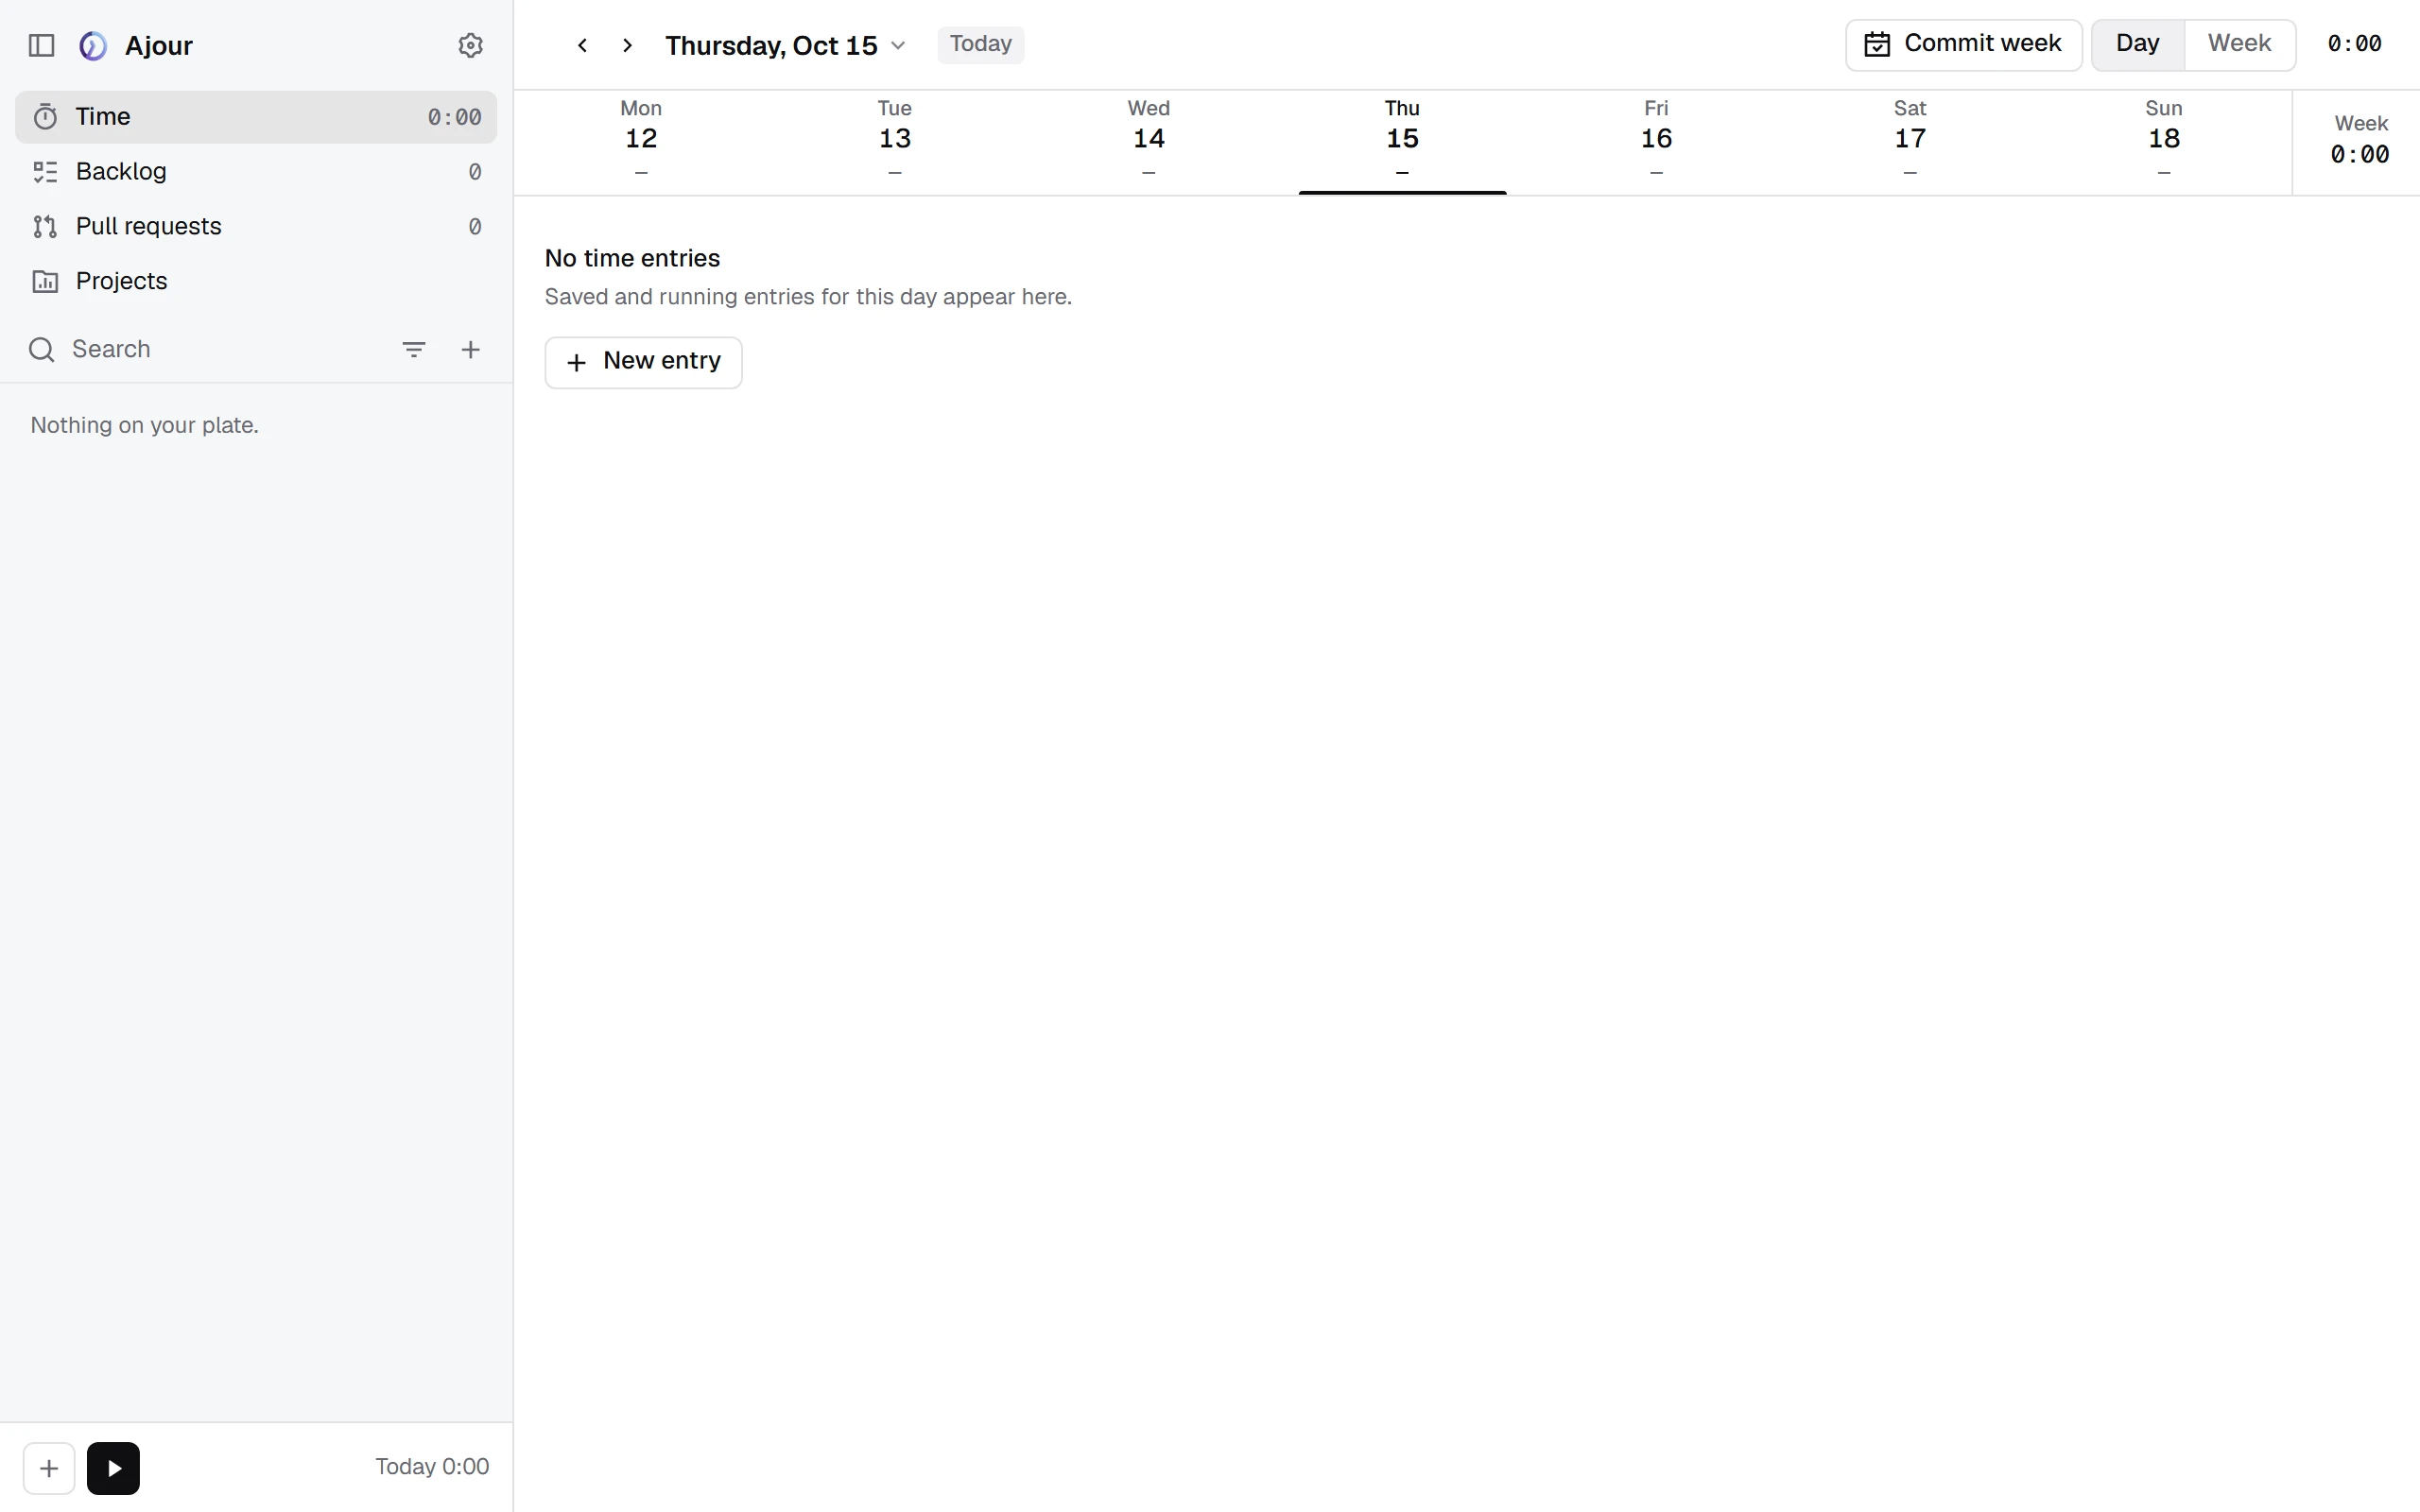 Ajour
Time 0:00
Backlog 0
Pull requests 0
Projects
Search
Nothing on your plate.
Today 0:00
Thursday, Oct 15
Today
Commit week
Day
Week
0:00
Mon
12
–
Tue
13
–
Wed
14
–
Thu
15
–
Fri
16
–
Sat
17
–
Sun
18
–
Week
0:00
No time entries
Saved and running entries for this day appear here.
New entry